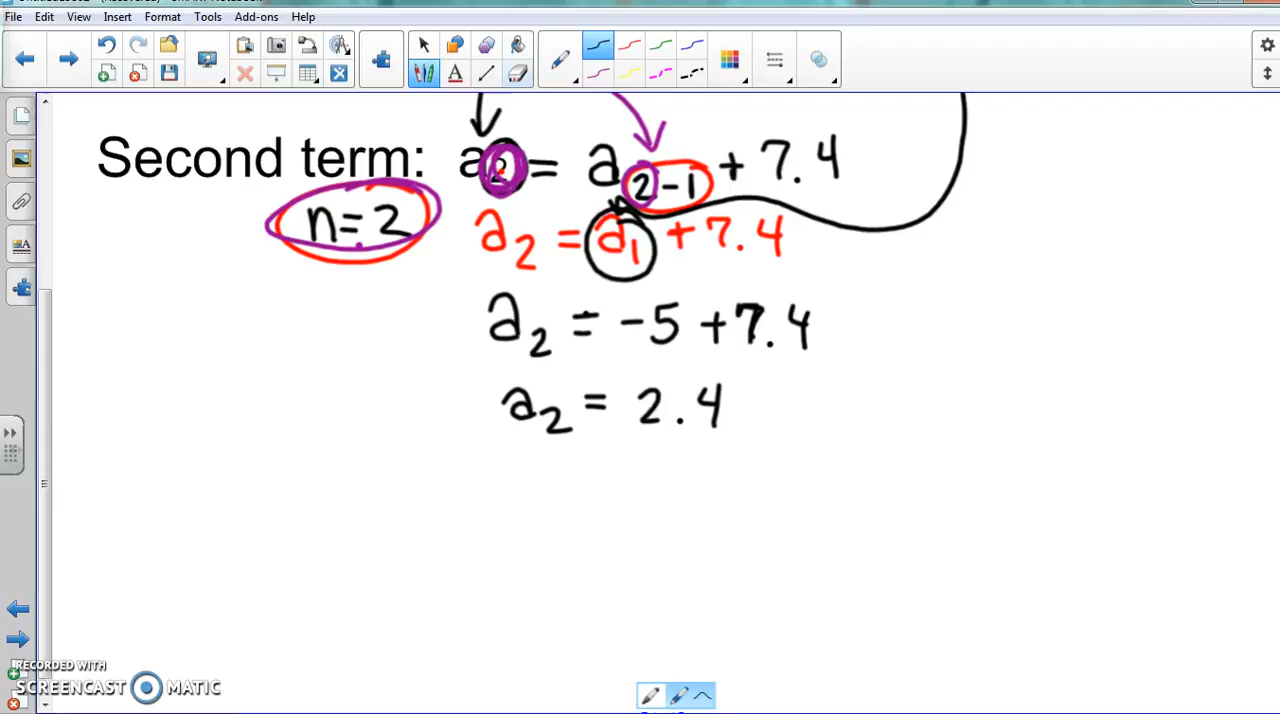 File Edit View Insert Format Tools Add-ons Help
Second term: a2 = a2-1 + 7.4
n=2
a2 = a1 + 7.4
a2 = -5 + 7.4
a2 = 2.4
RECORDED WITH
SCREENCAST MATIC